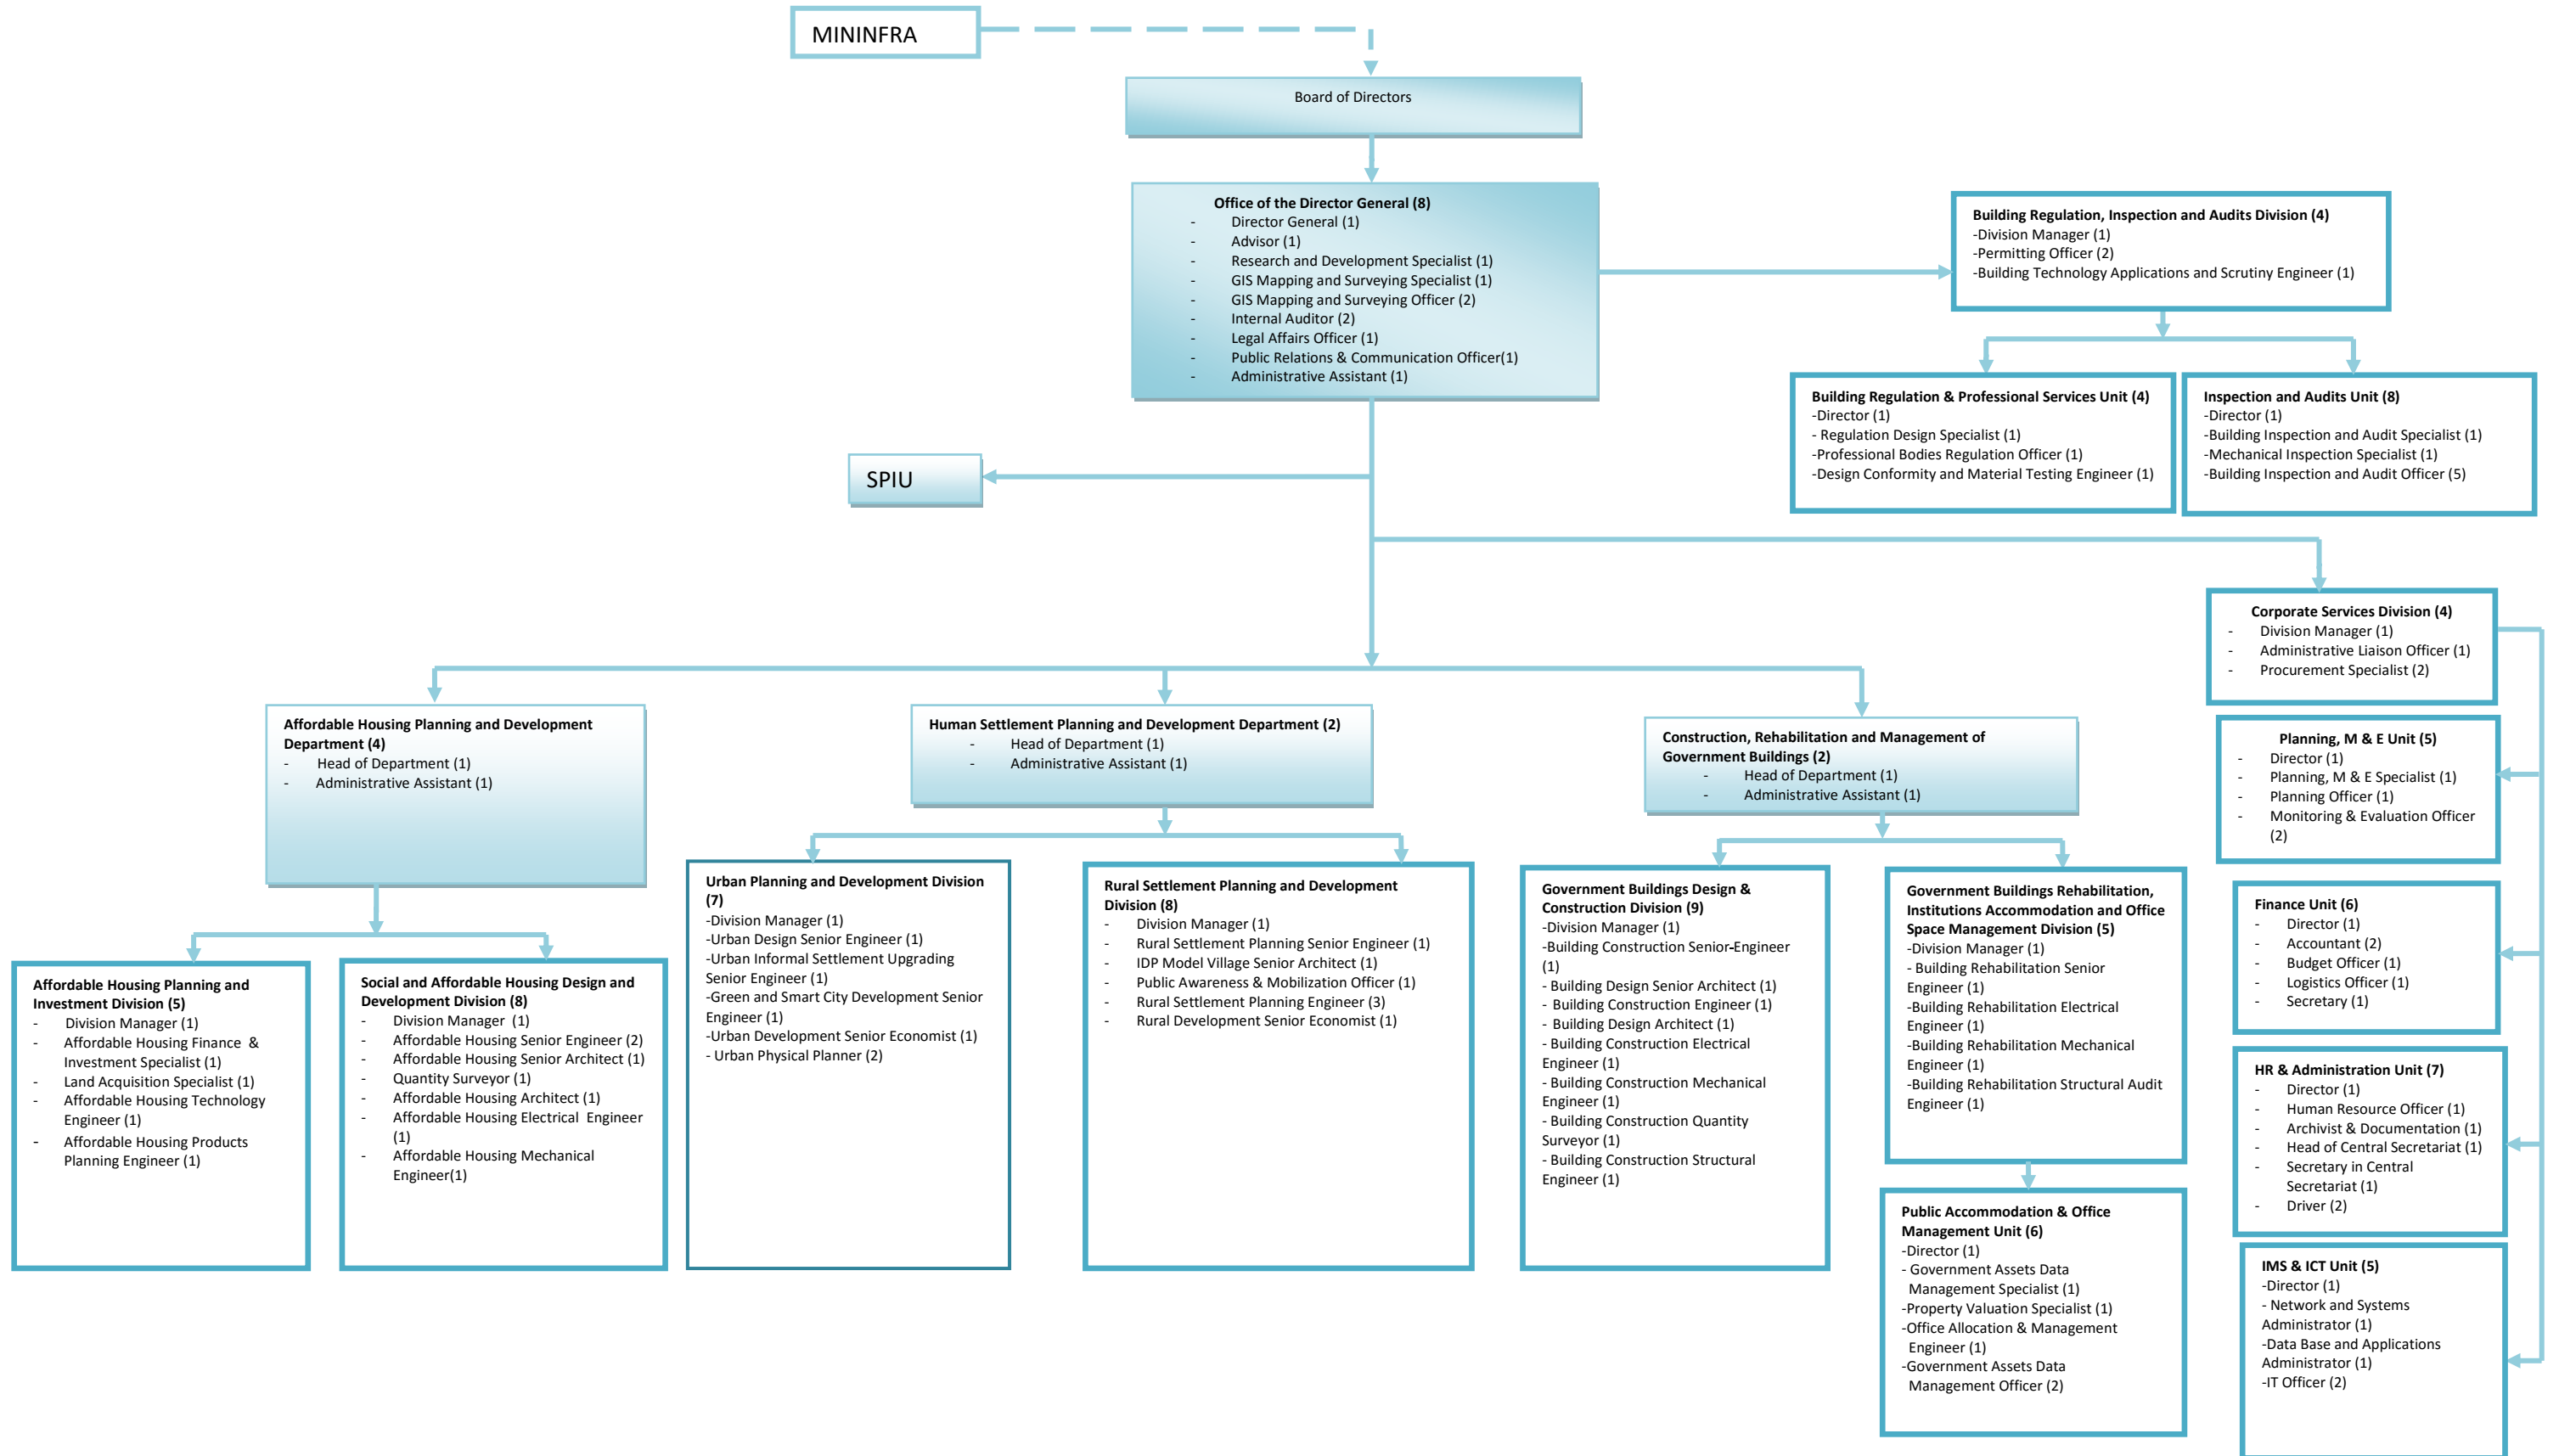 MININFRA
Board of Directors
Office of the Director General (8)
- Director General (1)
- Advisor (1)
- Research and Development Specialist (1)
- GIS Mapping and Surveying Specialist (1)
- GIS Mapping and Surveying Officer (2)
- Internal Auditor (2)
- Legal Affairs Officer (1)
- Public Relations & Communication Officer(1)
- Administrative Assistant (1)
Building Regulation, Inspection and Audits Division (4)
-Division Manager (1)
-Permitting Officer (2)
-Building Technology Applications and Scrutiny Engineer (1)
Building Regulation & Professional Services Unit (4)
-Director (1)
- Regulation Design Specialist (1)
-Professional Bodies Regulation Officer (1)
-Design Conformity and Material Testing Engineer (1)
Inspection and Audits Unit (8)
-Director (1)
-Building Inspection and Audit Specialist (1)
-Mechanical Inspection Specialist (1)
-Building Inspection and Audit Officer (5)
SPIU
Corporate Services Division (4)
- Division Manager (1)
- Administrative Liaison Officer (1)
- Procurement Specialist (2)
Planning, M & E Unit (5)
- Director (1)
- Planning, M & E Specialist (1)
- Planning Officer (1)
- Monitoring & Evaluation Officer
(2)
Finance Unit (6)
- Director (1)
- Accountant (2)
- Budget Officer (1)
- Logistics Officer (1)
- Secretary (1)
HR & Administration Unit (7)
- Director (1)
- Human Resource Officer (1)
- Archivist & Documentation (1)
- Head of Central Secretariat (1)
- Secretary in Central
Secretariat (1)
- Driver (2)
IMS & ICT Unit (5)
-Director (1)
- Network and Systems
Administrator (1)
-Data Base and Applications
Administrator (1)
-IT Officer (2)
Affordable Housing Planning and Development
Department (4)
- Head of Department (1)
- Administrative Assistant (1)
Human Settlement Planning and Development Department (2)
- Head of Department (1)
- Administrative Assistant (1)
Construction, Rehabilitation and Management of
Government Buildings (2)
- Head of Department (1)
- Administrative Assistant (1)
Affordable Housing Planning and
Investment Division (5)
- Division Manager (1)
- Affordable Housing Finance &
Investment Specialist (1)
- Land Acquisition Specialist (1)
- Affordable Housing Technology
Engineer (1)
- Affordable Housing Products
Planning Engineer (1)
Social and Affordable Housing Design and
Development Division (8)
- Division Manager (1)
- Affordable Housing Senior Engineer (2)
- Affordable Housing Senior Architect (1)
- Quantity Surveyor (1)
- Affordable Housing Architect (1)
- Affordable Housing Electrical Engineer
(1)
- Affordable Housing Mechanical
Engineer(1)
Urban Planning and Development Division
(7)
-Division Manager (1)
-Urban Design Senior Engineer (1)
-Urban Informal Settlement Upgrading
Senior Engineer (1)
-Green and Smart City Development Senior
Engineer (1)
-Urban Development Senior Economist (1)
- Urban Physical Planner (2)
Rural Settlement Planning and Development
Division (8)
- Division Manager (1)
- Rural Settlement Planning Senior Engineer (1)
- IDP Model Village Senior Architect (1)
- Public Awareness & Mobilization Officer (1)
- Rural Settlement Planning Engineer (3)
- Rural Development Senior Economist (1)
Government Buildings Design &
Construction Division (9)
-Division Manager (1)
-Building Construction Senior-Engineer
(1)
- Building Design Senior Architect (1)
- Building Construction Engineer (1)
- Building Design Architect (1)
- Building Construction Electrical
Engineer (1)
- Building Construction Mechanical
Engineer (1)
- Building Construction Quantity
Surveyor (1)
- Building Construction Structural
Engineer (1)
Government Buildings Rehabilitation,
Institutions Accommodation and Office
Space Management Division (5)
-Division Manager (1)
- Building Rehabilitation Senior
Engineer (1)
-Building Rehabilitation Electrical
Engineer (1)
-Building Rehabilitation Mechanical
Engineer (1)
-Building Rehabilitation Structural Audit
Engineer (1)
Public Accommodation & Office
Management Unit (6)
-Director (1)
- Government Assets Data
Management Specialist (1)
-Property Valuation Specialist (1)
-Office Allocation & Management
Engineer (1)
-Government Assets Data
Management Officer (2)